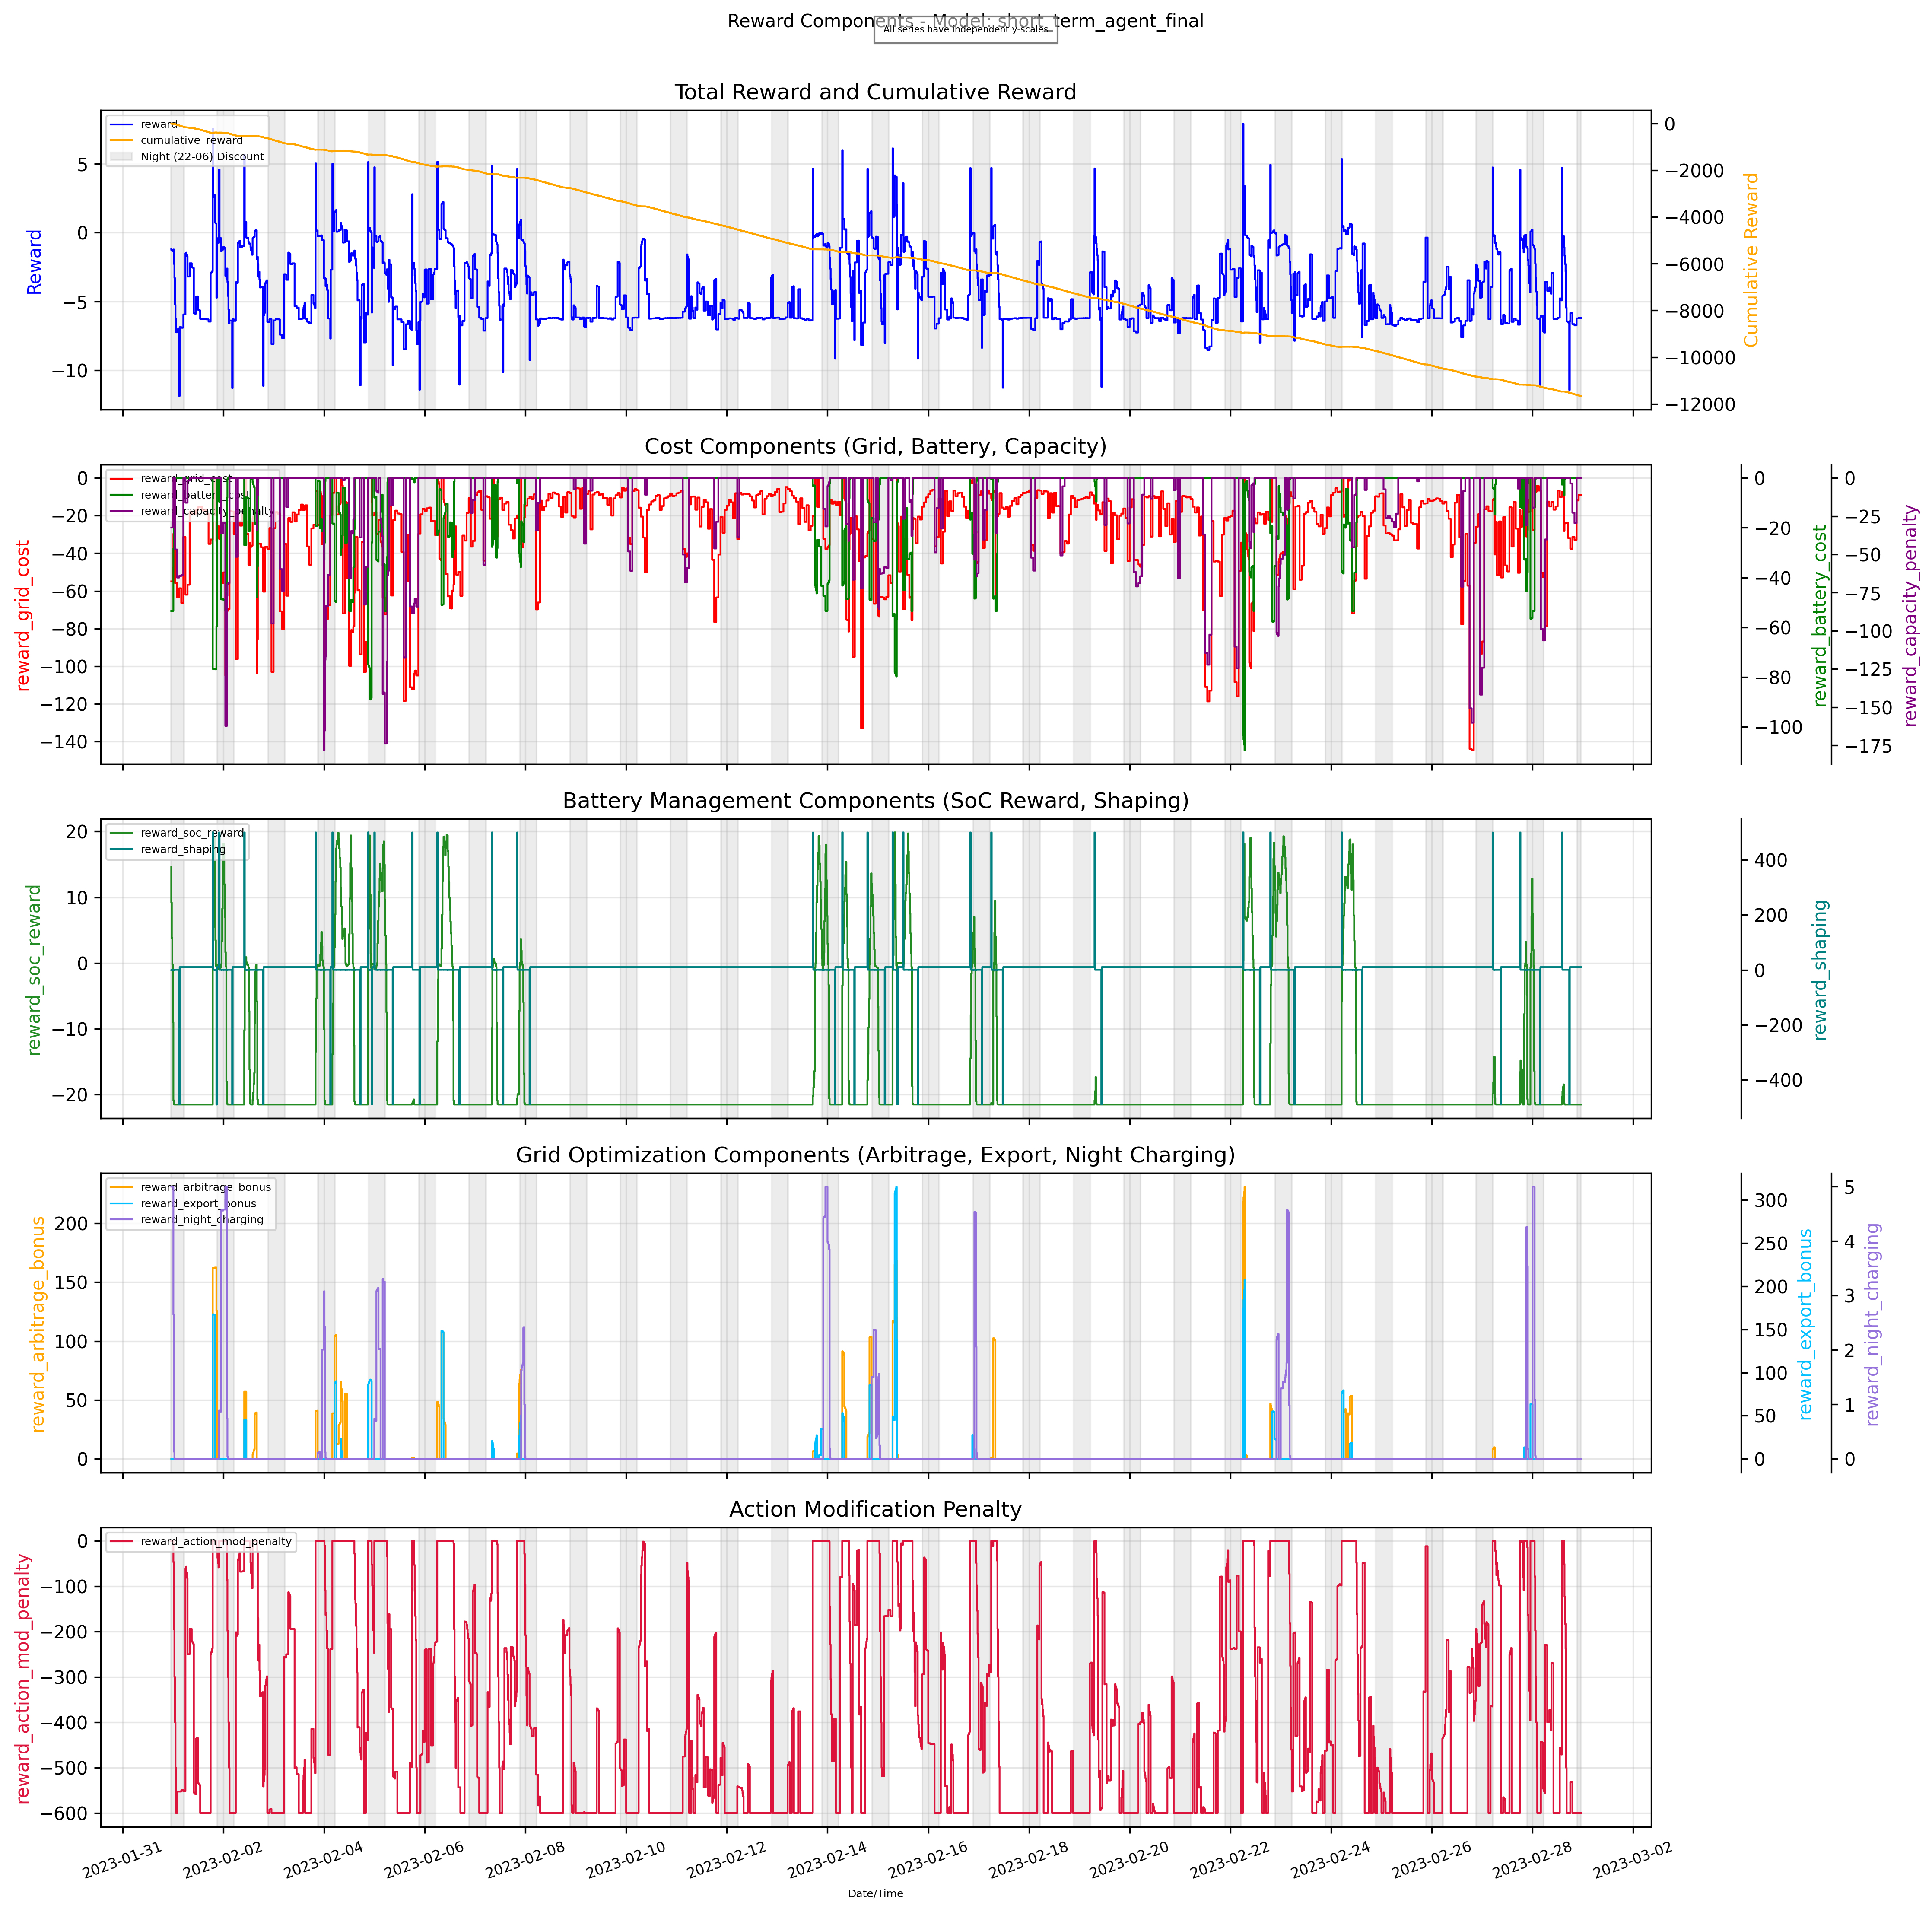 Reward Components - Model: short_term_agent_final
All series have independent y-scales
Total Reward and Cumulative Reward
reward
cumulative_reward
Night (22-06) Discount
Reward
5
0
−5
−10
0
−2000
−4000
−6000
−8000
−10000
−12000
Cumulative Reward
Cost Components (Grid, Battery, Capacity)
reward_grid_cost
reward_battery_cost
reward_capacity_penalty
reward_grid_cost
0
−20
−40
−60
−80
−100
−120
−140
0
−20
−40
−60
−80
−100
reward_battery_cost
0
−25
−50
−75
−100
−125
−150
−175
reward_capacity_penalty
Battery Management Components (SoC Reward, Shaping)
reward_soc_reward
reward_shaping
reward_soc_reward
20
10
0
−10
−20
400
200
0
−200
−400
reward_shaping
Grid Optimization Components (Arbitrage, Export, Night Charging)
reward_arbitrage_bonus
reward_export_bonus
reward_night_charging
reward_arbitrage_bonus
200
150
100
50
0
300
250
200
150
100
50
0
reward_export_bonus
5
4
3
2
1
0
reward_night_charging
Action Modification Penalty
reward_action_mod_penalty
reward_action_mod_penalty
0
−100
−200
−300
−400
−500
−600
2023-01-31
2023-02-02
2023-02-04
2023-02-06
2023-02-08
2023-02-10
2023-02-12
2023-02-14
2023-02-16
2023-02-18
2023-02-20
2023-02-22
2023-02-24
2023-02-26
2023-02-28
2023-03-02
Date/Time